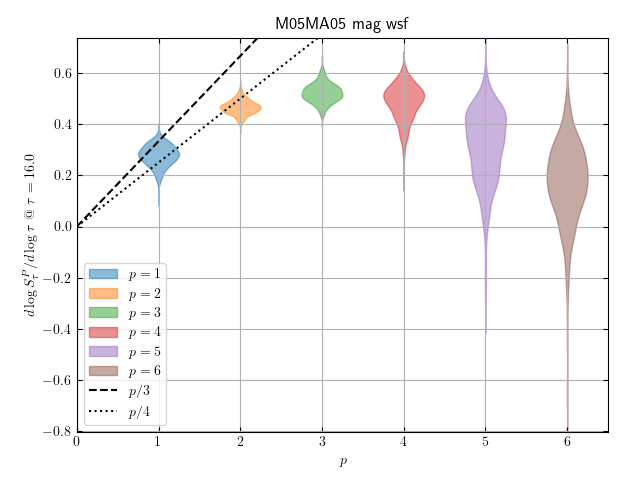 M05MA05 mag wsf
d log S_τ^P / d log τ @ τ = 16.0
0.6
0.4
0.2
0.0
−0.2
−0.4
−0.6
−0.8
p = 1
p = 2
p = 3
p = 4
p = 5
p = 6
p/3
p/4
0 1 2 3 4 5 6
p